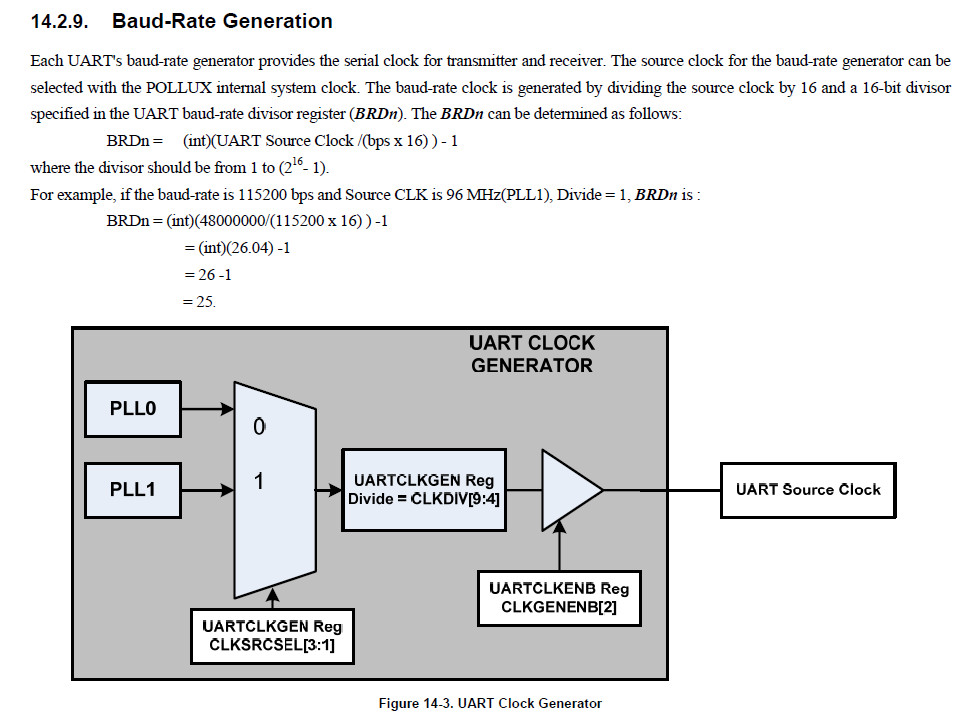 14.2.9. Baud-Rate Generation
Each UART's baud-rate generator provides the serial clock for transmitter and receiver. The source clock for the baud-rate generator can be
selected with the POLLUX internal system clock. The baud-rate clock is generated by dividing the source clock by 16 and a 16-bit divisor
specified in the UART baud-rate divisor register (BRDn). The BRDn can be determined as follows:
BRDn = (int)(UART Source Clock /(bps x 16) ) - 1
where the divisor should be from 1 to (2¹⁶- 1).
For example, if the baud-rate is 115200 bps and Source CLK is 96 MHz(PLL1), Divide = 1, BRDn is :
BRDn = (int)(48000000/(115200 x 16) ) -1
= (int)(26.04) -1
= 26 -1
= 25.
UART CLOCK
GENERATOR
PLL0
0
PLL1
1
UARTCLKGEN Reg
Divide = CLKDIV[9:4]
UART Source Clock
UARTCLKENB Reg
CLKGENENB[2]
UARTCLKGEN Reg
CLKSRCSEL[3:1]
Figure 14-3. UART Clock Generator